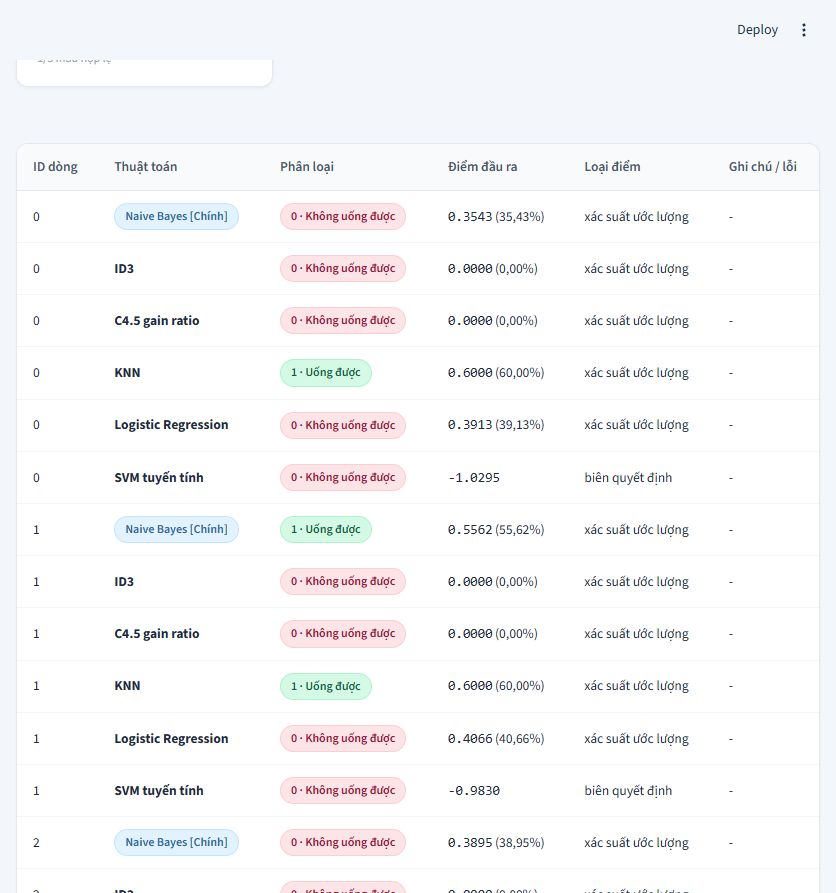 Deploy
ID dòng Thuật toán Phân loại Điểm đầu ra Loại điểm Ghi chú / lỗi
0 Naive Bayes [Chính] 0 · Không uống được 0.3543 (35,43%) xác suất ước lượng -
0 ID3 0 · Không uống được 0.0000 (0,00%) xác suất ước lượng -
0 C4.5 gain ratio 0 · Không uống được 0.0000 (0,00%) xác suất ước lượng -
0 KNN 1 · Uống được 0.6000 (60,00%) xác suất ước lượng -
0 Logistic Regression 0 · Không uống được 0.3913 (39,13%) xác suất ước lượng -
0 SVM tuyến tính 0 · Không uống được -1.0295 biên quyết định -
1 Naive Bayes [Chính] 1 · Uống được 0.5562 (55,62%) xác suất ước lượng -
1 ID3 0 · Không uống được 0.0000 (0,00%) xác suất ước lượng -
1 C4.5 gain ratio 0 · Không uống được 0.0000 (0,00%) xác suất ước lượng -
1 KNN 1 · Uống được 0.6000 (60,00%) xác suất ước lượng -
1 Logistic Regression 0 · Không uống được 0.4066 (40,66%) xác suất ước lượng -
1 SVM tuyến tính 0 · Không uống được -0.9830 biên quyết định -
2 Naive Bayes [Chính] 0 · Không uống được 0.3895 (38,95%) xác suất ước lượng -